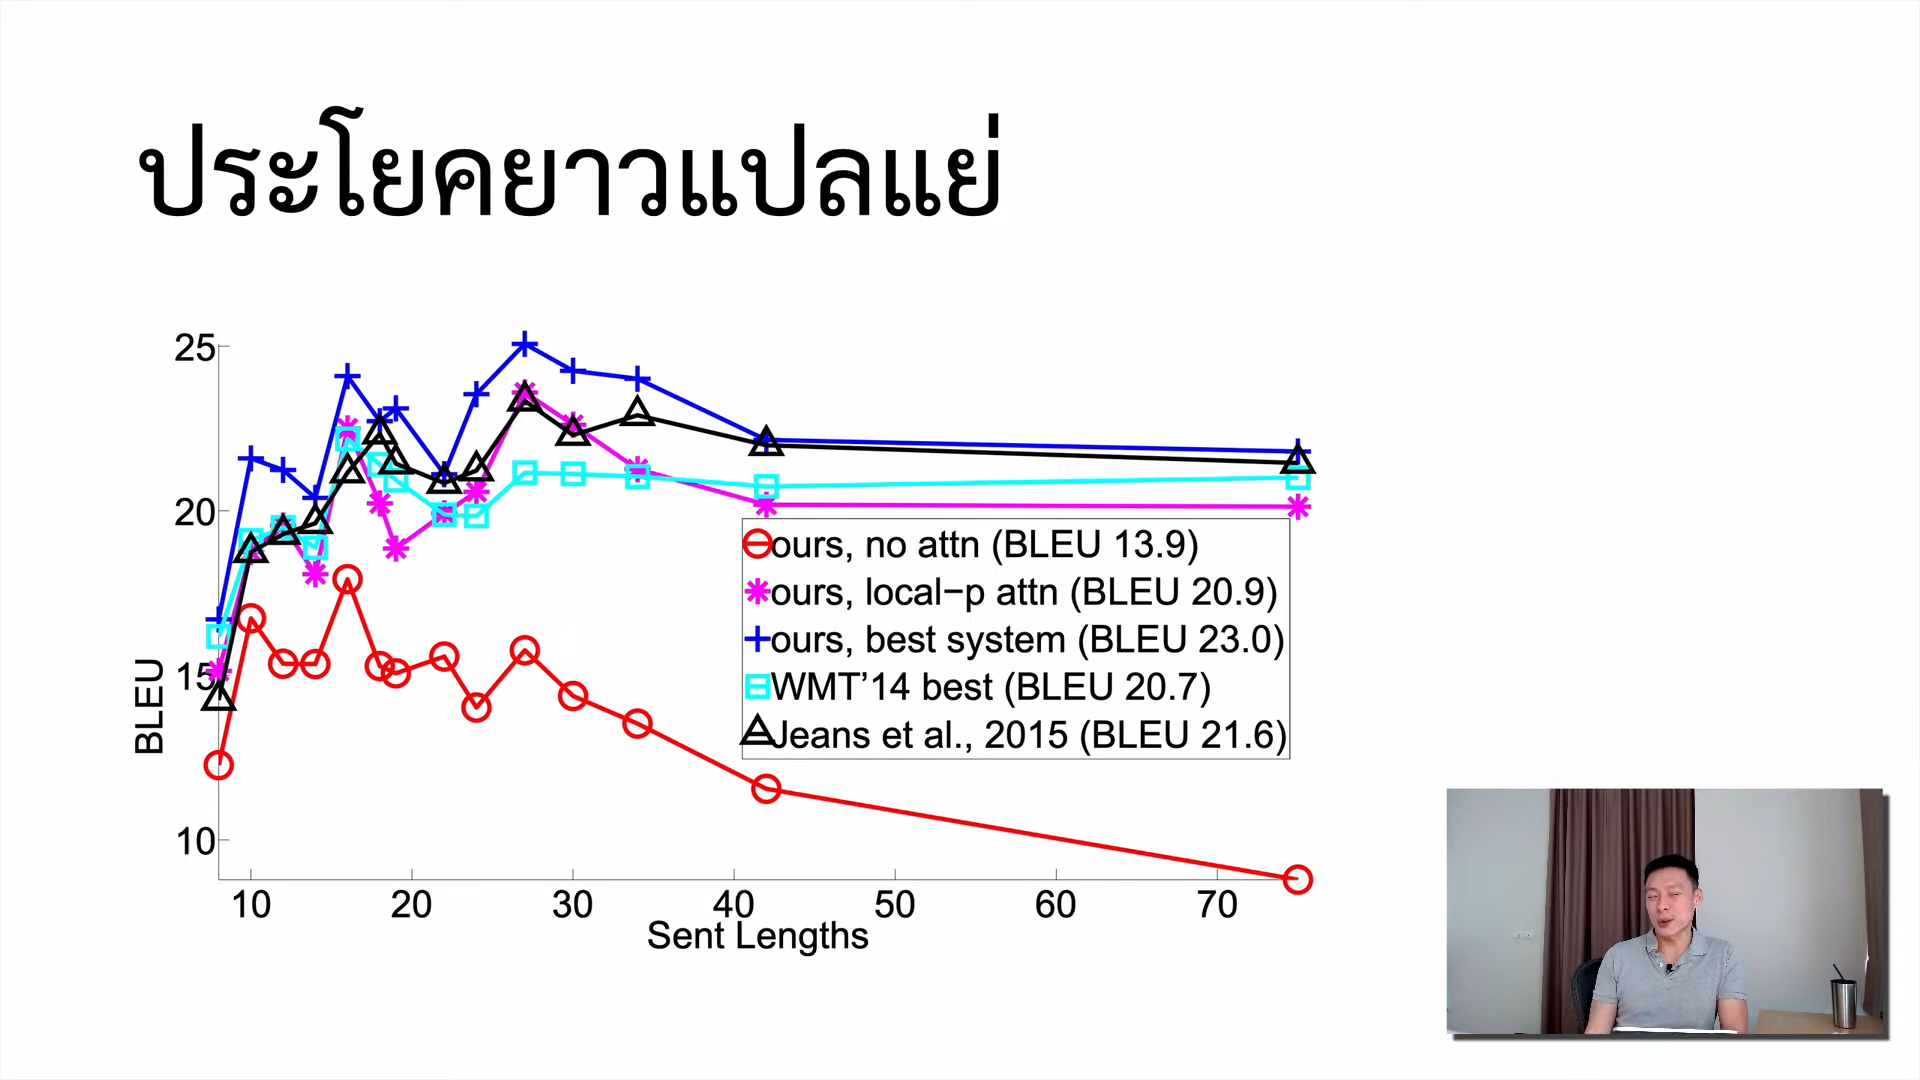 ประโยคยาวแปลแย่
25
20
15
10
BLEU
ours, no attn (BLEU 13.9)
ours, local−p attn (BLEU 20.9)
ours, best system (BLEU 23.0)
WMT’14 best (BLEU 20.7)
Jeans et al., 2015 (BLEU 21.6)
10 20 30 40 50 60 70
Sent Lengths